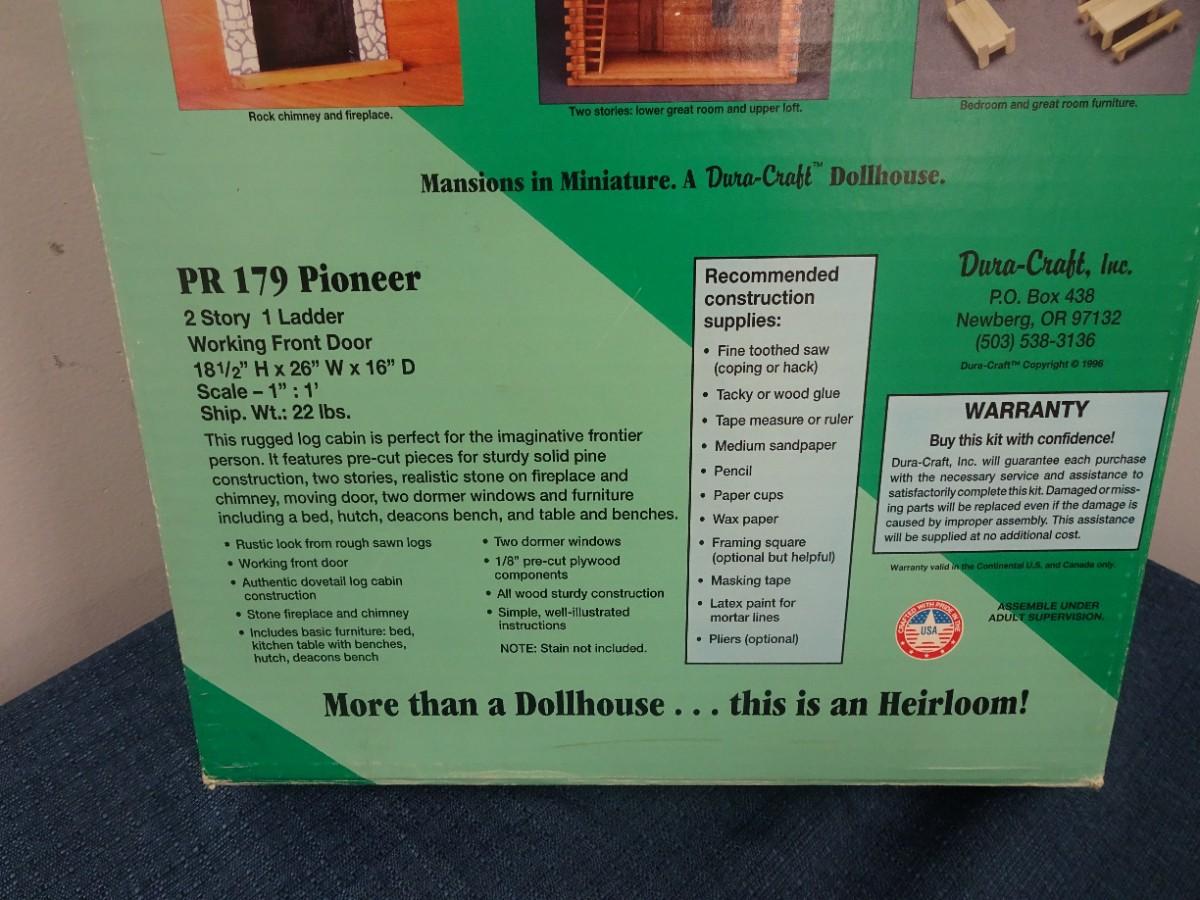 Rock chimney and fireplace.
Two stories: lower great room and upper loft.
Bedroom and great room furniture.
Mansions in Miniature. A Dura-Craft™ Dollhouse.
PR 179 Pioneer
2 Story 1 Ladder
Working Front Door
18 1/2” H x 26” W x 16” D
Scale – 1” : 1’
Ship. Wt.: 22 lbs.
This rugged log cabin is perfect for the imaginative frontier
person. It features pre-cut pieces for sturdy solid pine
construction, two stories, realistic stone on fireplace and
chimney, moving door, two dormer windows and furniture
including a bed, hutch, deacons bench, and table and benches.
• Rustic look from rough sawn logs
• Working front door
• Authentic dovetail log cabin
construction
• Stone fireplace and chimney
• Includes basic furniture: bed,
kitchen table with benches,
hutch, deacons bench
• Two dormer windows
• 1/8” pre-cut plywood
components
• All wood sturdy construction
• Simple, well-illustrated
instructions
NOTE: Stain not included.
Recommended
construction
supplies:
• Fine toothed saw
(coping or hack)
• Tacky or wood glue
• Tape measure or ruler
• Medium sandpaper
• Pencil
• Paper cups
• Wax paper
• Framing square
(optional but helpful)
• Masking tape
• Latex paint for
mortar lines
• Pliers (optional)
Dura-Craft, Inc.
P.O. Box 438
Newberg, OR 97132
(503) 538-3136
Dura-Craft™ Copyright © 1996
WARRANTY
Buy this kit with confidence!
Dura-Craft, Inc. will guarantee each purchase
with the necessary service and assistance to
satisfactorily complete this kit. Damaged or miss-
ing parts will be replaced even if the damage is
caused by improper assembly. This assistance
will be supplied at no additional cost.
Warranty valid in the Continental U.S. and Canada only.
CRAFTED WITH PRIDE IN THE
USA
ASSEMBLE UNDER
ADULT SUPERVISION.
More than a Dollhouse . . . this is an Heirloom!